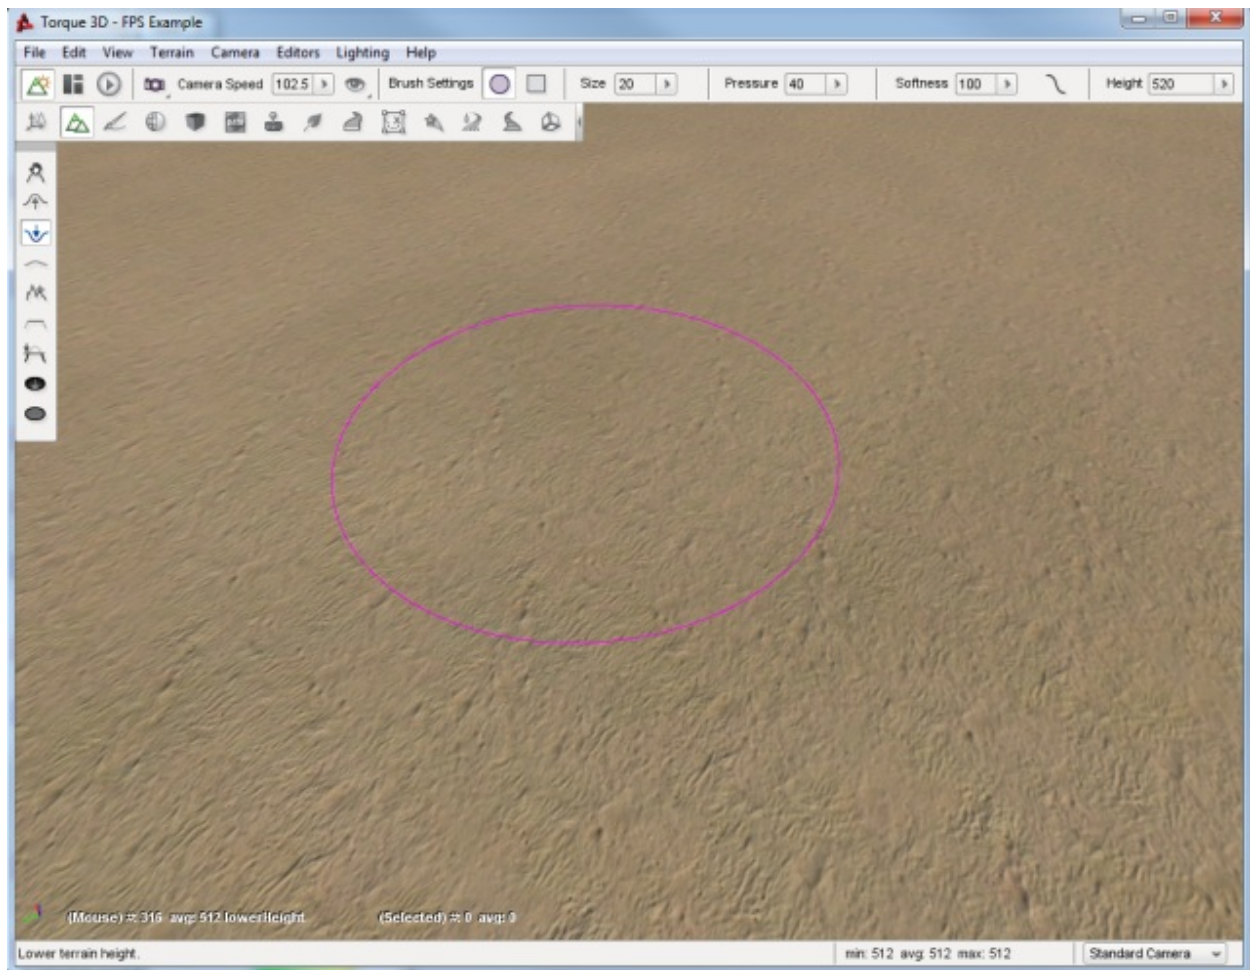 Torque 3D - FPS Example
File Edit View Terrain Camera Editors Lighting Help
Camera Speed 102.5 Brush Settings Size 20 Pressure 40 Softness 100 Height 520
(Mouse) #: 316 avg: 512 lowerHeight (Selected) #: 0 avg: 0
Lower terrain height. min: 512 avg: 512 max: 512 Standard Camera